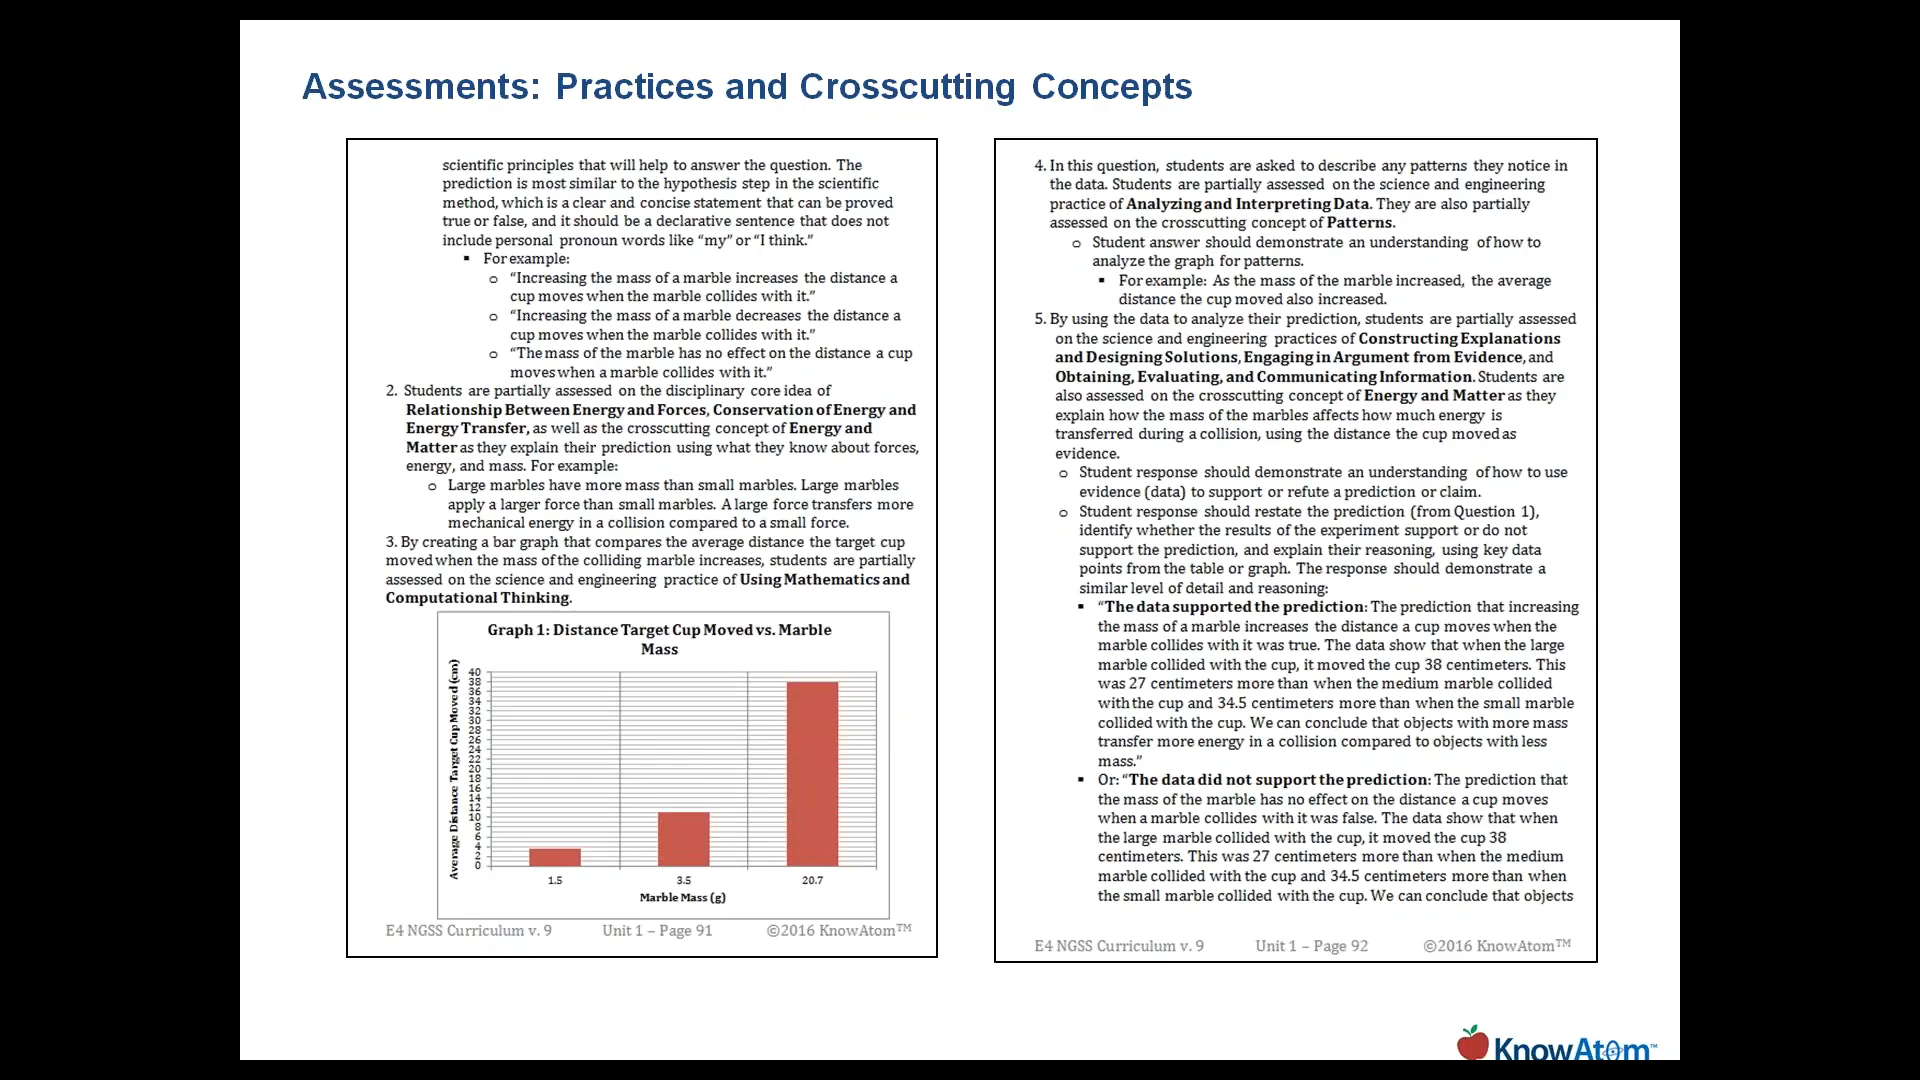 Assessments: Practices and Crosscutting Concepts
scientific principles that will help to answer the question. The
prediction is most similar to the hypothesis step in the scientific
method, which is a clear and concise statement that can be proved
true or false, and it should be a declarative sentence that does not
include personal pronoun words like “my” or “I think.”
▪ For example:
o “Increasing the mass of a marble increases the distance a
cup moves when the marble collides with it.”
o “Increasing the mass of a marble decreases the distance a
cup moves when the marble collides with it.”
o “The mass of the marble has no effect on the distance a cup
moves when a marble collides with it.”
2. Students are partially assessed on the disciplinary core idea of
Relationship Between Energy and Forces, Conservation of Energy and
Energy Transfer, as well as the crosscutting concept of Energy and
Matter as they explain their prediction using what they know about forces,
energy, and mass. For example:
o Large marbles have more mass than small marbles. Large marbles
apply a larger force than small marbles. A large force transfers more
mechanical energy in a collision compared to a small force.
3. By creating a bar graph that compares the average distance the target cup
moved when the mass of the colliding marble increases, students are partially
assessed on the science and engineering practice of Using Mathematics and
Computational Thinking.
Graph 1: Distance Target Cup Moved vs. Marble
Mass
Average Distance Target Cup Moved (cm)
40
38
36
34
32
30
28
26
24
22
20
18
16
14
12
10
8
6
4
2
0
1.5 3.5 20.7
Marble Mass (g)
E4 NGSS Curriculum v. 9 Unit 1 – Page 91 ©2016 KnowAtom™
4. In this question, students are asked to describe any patterns they notice in
the data. Students are partially assessed on the science and engineering
practice of Analyzing and Interpreting Data. They are also partially
assessed on the crosscutting concept of Patterns.
o Student answer should demonstrate an understanding of how to
analyze the graph for patterns.
▪ For example: As the mass of the marble increased, the average
distance the cup moved also increased.
5. By using the data to analyze their prediction, students are partially assessed
on the science and engineering practices of Constructing Explanations
and Designing Solutions, Engaging in Argument from Evidence, and
Obtaining, Evaluating, and Communicating Information. Students are
also assessed on the crosscutting concept of Energy and Matter as they
explain how the mass of the marbles affects how much energy is
transferred during a collision, using the distance the cup moved as
evidence.
o Student response should demonstrate an understanding of how to use
evidence (data) to support or refute a prediction or claim.
o Student response should restate the prediction (from Question 1),
identify whether the results of the experiment support or do not
support the prediction, and explain their reasoning, using key data
points from the table or graph. The response should demonstrate a
similar level of detail and reasoning:
▪ “The data supported the prediction: The prediction that increasing
the mass of a marble increases the distance a cup moves when the
marble collides with it was true. The data show that when the large
marble collided with the cup, it moved the cup 38 centimeters. This
was 27 centimeters more than when the medium marble collided
with the cup and 34.5 centimeters more than when the small marble
collided with the cup. We can conclude that objects with more mass
transfer more energy in a collision compared to objects with less
mass.”
▪ Or: “The data did not support the prediction: The prediction that
the mass of the marble has no effect on the distance a cup moves
when a marble collides with it was false. The data show that when
the large marble collided with the cup, it moved the cup 38
centimeters. This was 27 centimeters more than when the medium
marble collided with the cup and 34.5 centimeters more than when
the small marble collided with the cup. We can conclude that objects
E4 NGSS Curriculum v. 9 Unit 1 – Page 92 ©2016 KnowAtom™
KnowAtom™